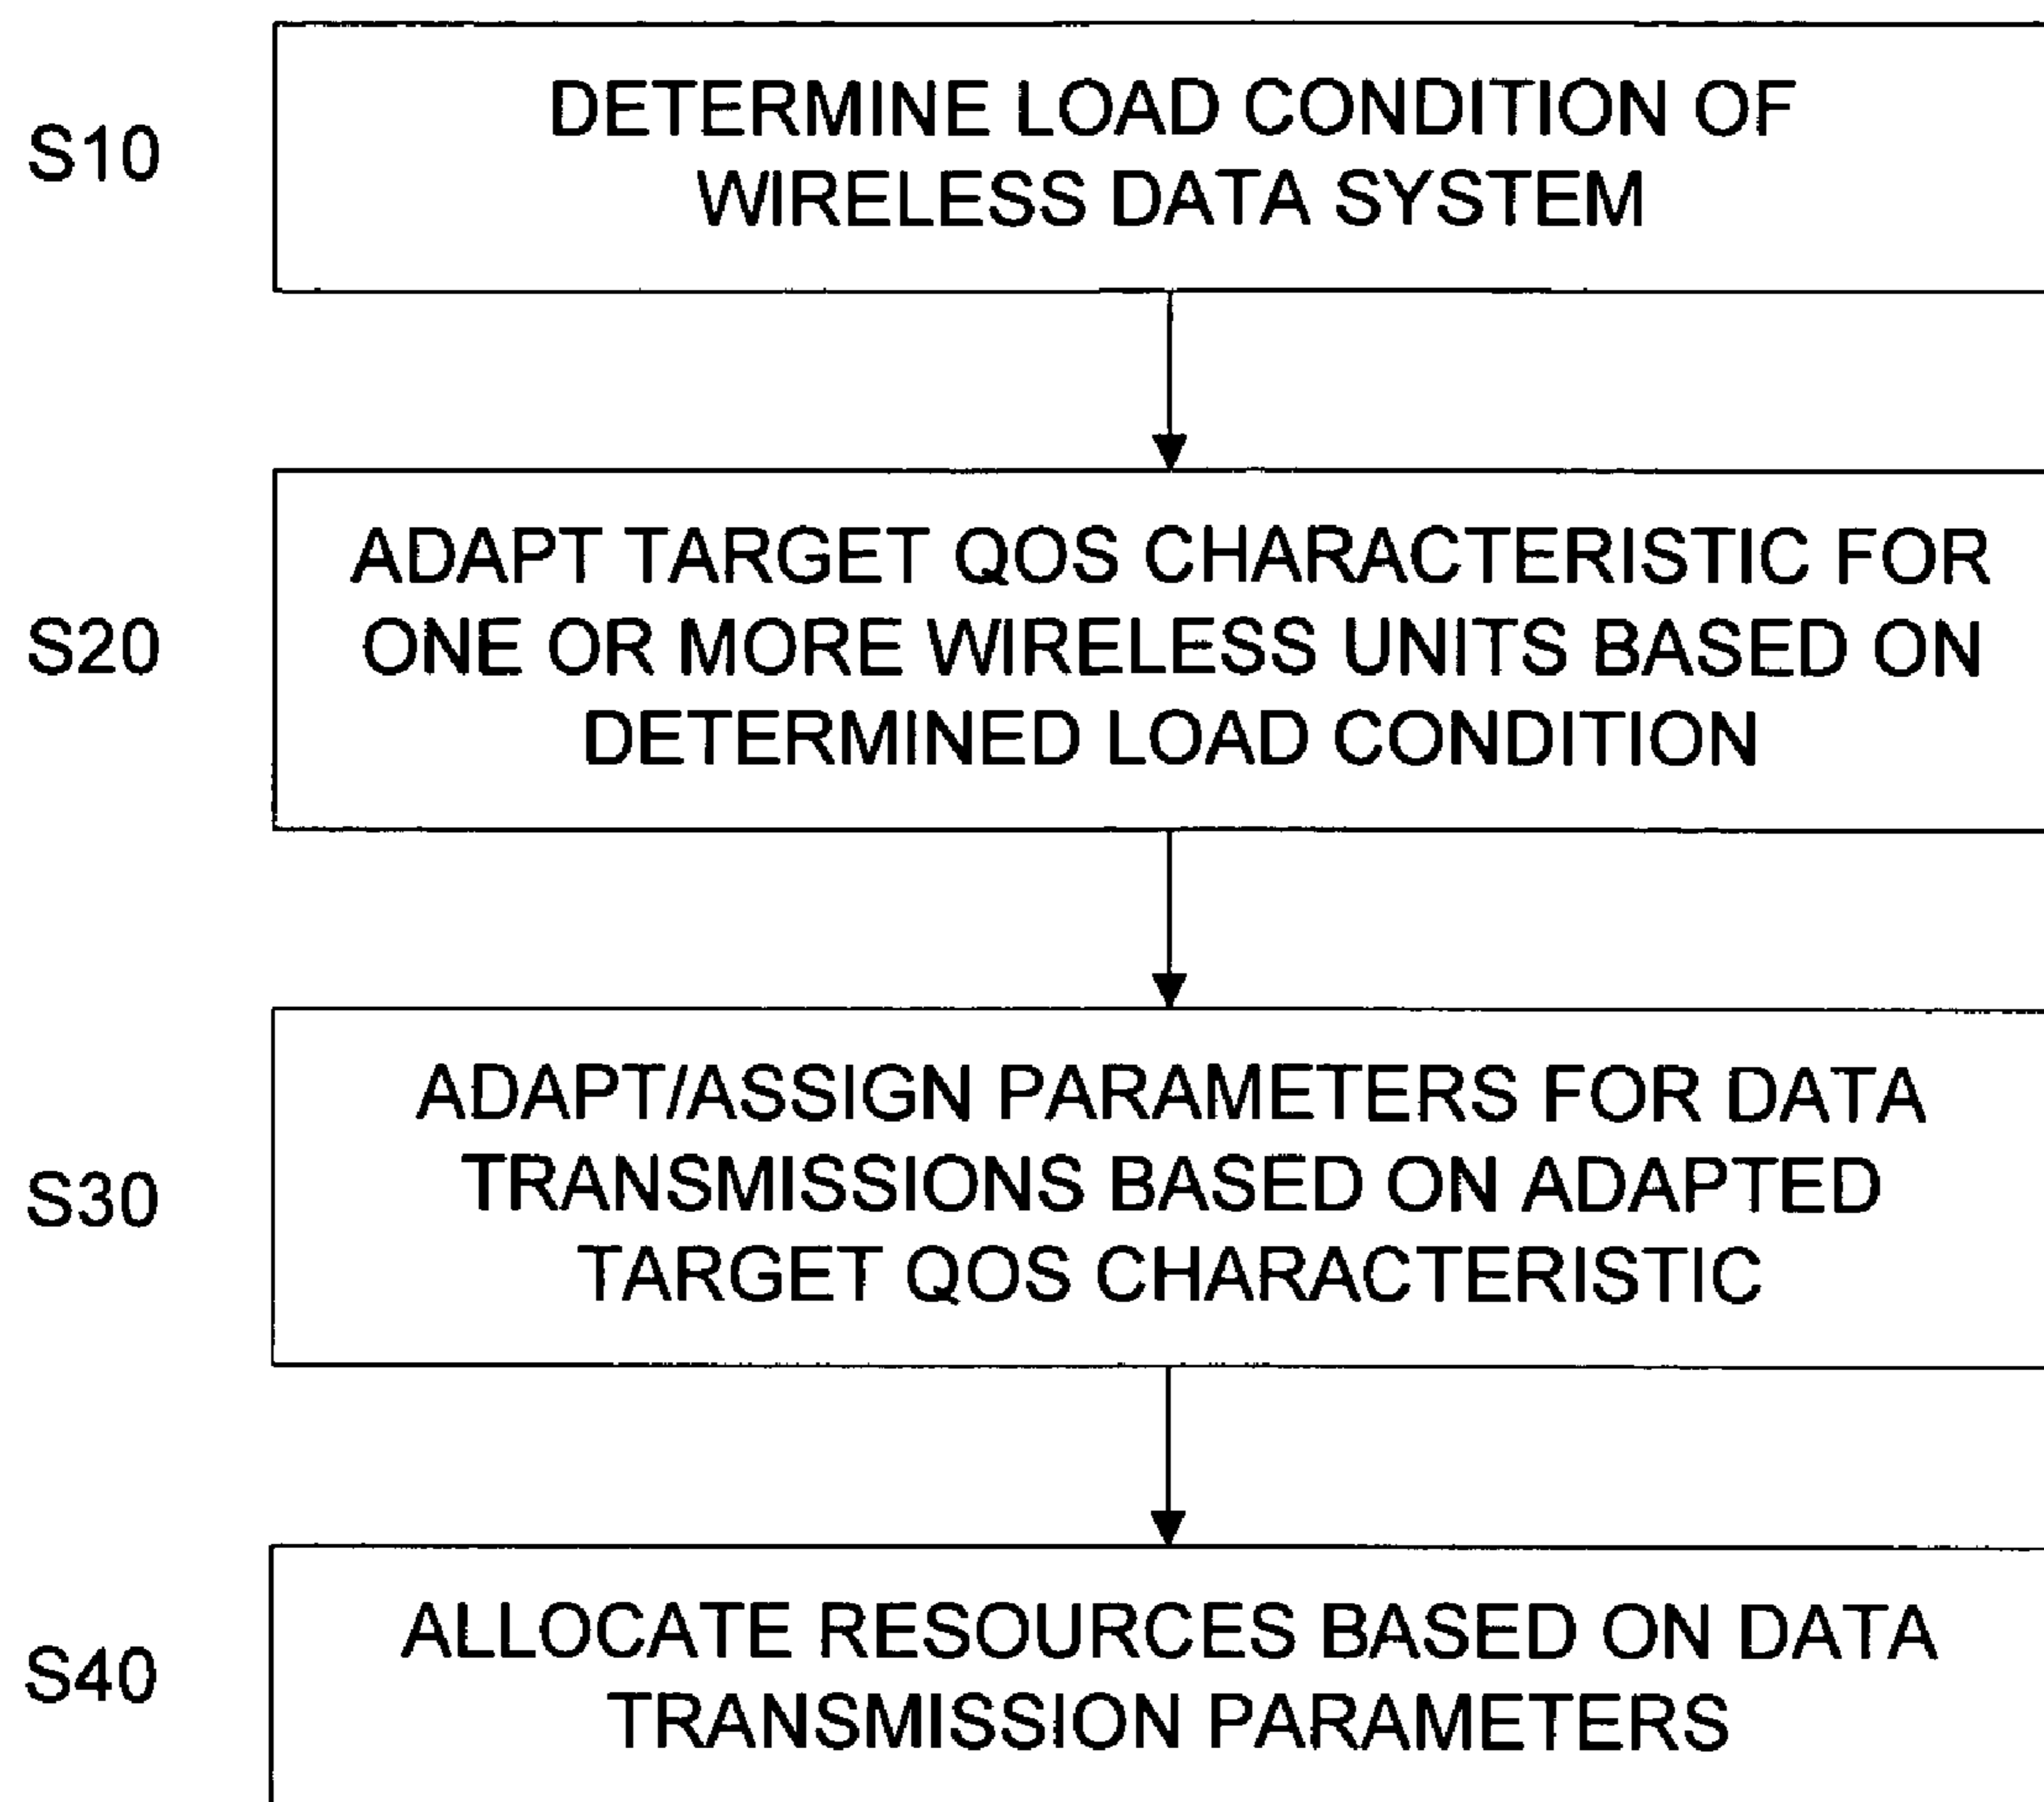 S10
DETERMINE LOAD CONDITION OF
WIRELESS DATA SYSTEM
S20
ADAPT TARGET QOS CHARACTERISTIC FOR
ONE OR MORE WIRELESS UNITS BASED ON
DETERMINED LOAD CONDITION
S30
ADAPT/ASSIGN PARAMETERS FOR DATA
TRANSMISSIONS BASED ON ADAPTED
TARGET QOS CHARACTERISTIC
S40
ALLOCATE RESOURCES BASED ON DATA
TRANSMISSION PARAMETERS